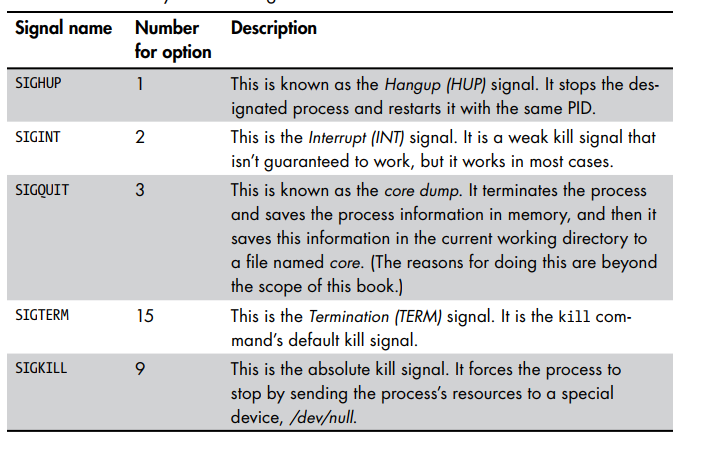 Signal name Number for option Description
SIGHUP 1 This is known as the Hangup (HUP) signal. It stops the des-
ignated process and restarts it with the same PID.
SIGINT 2 This is the Interrupt (INT) signal. It is a weak kill signal that
isn’t guaranteed to work, but it works in most cases.
SIGQUIT 3 This is known as the core dump. It terminates the process
and saves the process information in memory, and then it
saves this information in the current working directory to
a file named core. (The reasons for doing this are beyond
the scope of this book.)
SIGTERM 15 This is the Termination (TERM) signal. It is the kill com-
mand’s default kill signal.
SIGKILL 9 This is the absolute kill signal. It forces the process to
stop by sending the process’s resources to a special
device, /dev/null.